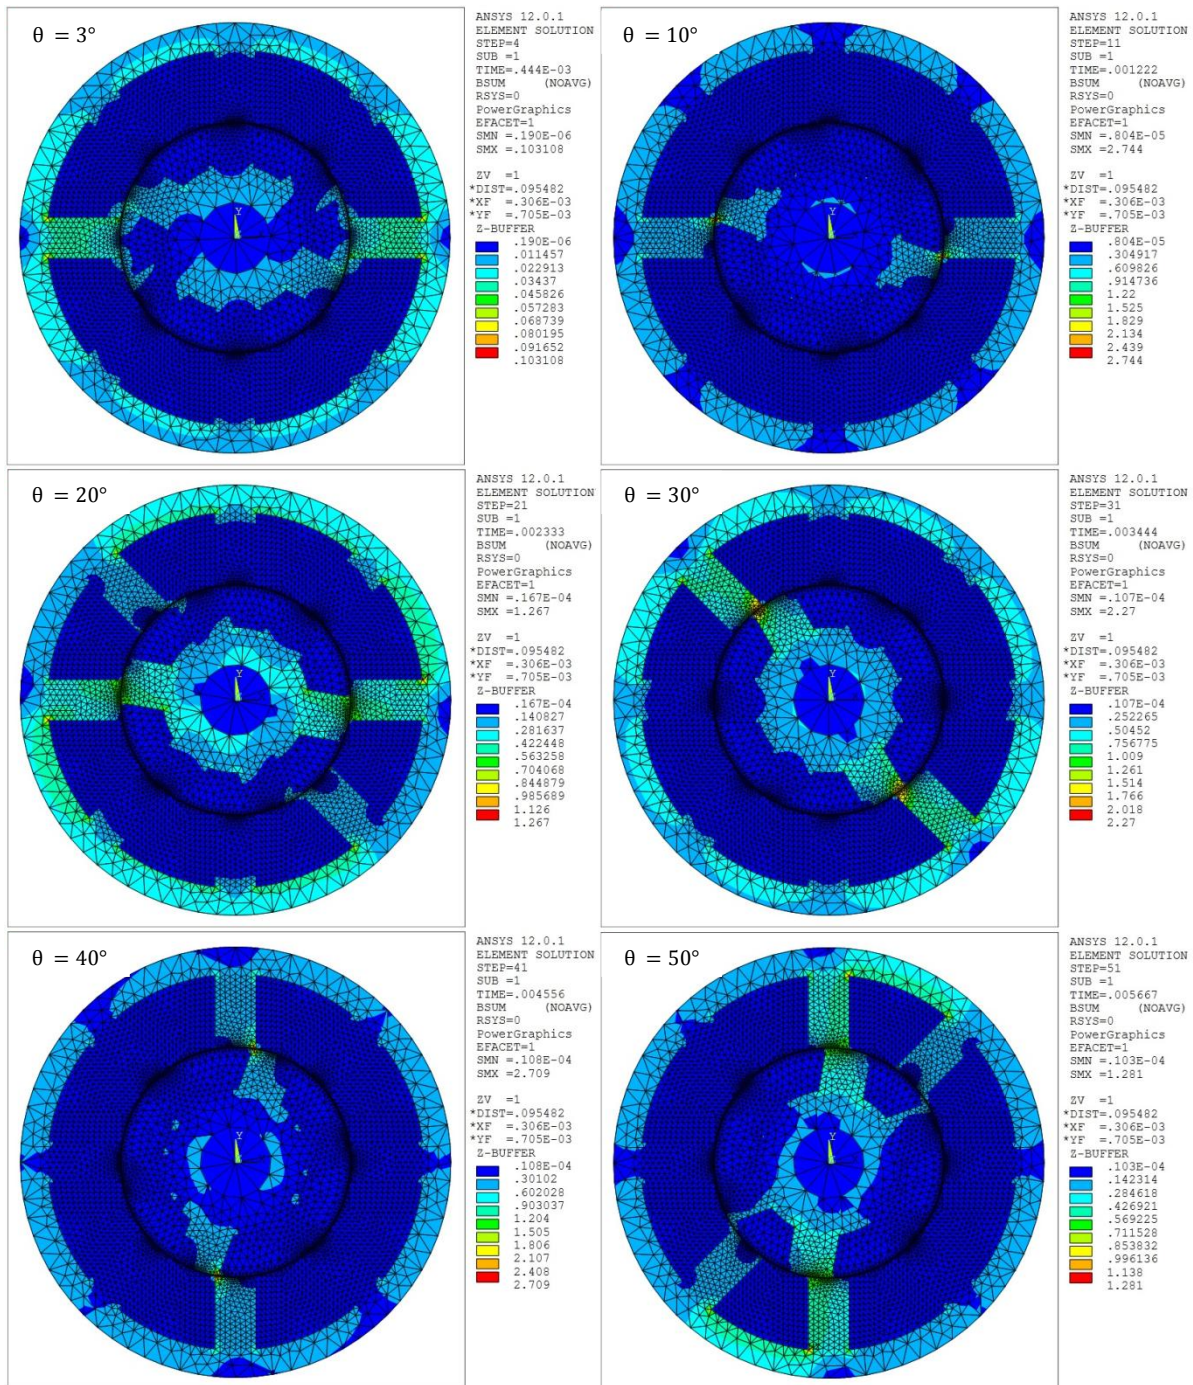 θ = 3°
ANSYS 12.0.1
ELEMENT SOLUTION
STEP=4
SUB =1
TIME=.444E-03
BSUM (NOAVG)
RSYS=0
PowerGraphics
EFACET=1
SMN =.190E-06
SMX =.103108
ZV =1
*DIST=.095482
*XF =.306E-03
*YF =.705E-03
Z-BUFFER
.190E-06
.011457
.022913
.03437
.045826
.057283
.068739
.080195
.091652
.103108
Y
θ = 10°
ANSYS 12.0.1
ELEMENT SOLUTION
STEP=11
SUB =1
TIME=.001222
BSUM (NOAVG)
RSYS=0
PowerGraphics
EFACET=1
SMN =.804E-05
SMX =2.744
ZV =1
*DIST=.095482
*XF =.306E-03
*YF =.705E-03
Z-BUFFER
.804E-05
.304917
.609826
.914736
1.22
1.525
1.829
2.134
2.439
2.744
Y
θ = 20°
ANSYS 12.0.1
ELEMENT SOLUTION
STEP=21
SUB =1
TIME=.002333
BSUM (NOAVG)
RSYS=0
PowerGraphics
EFACET=1
SMN =.167E-04
SMX =1.267
ZV =1
*DIST=.095482
*XF =.306E-03
*YF =.705E-03
Z-BUFFER
.167E-04
.140827
.281637
.422448
.563258
.704068
.844879
.985689
1.126
1.267
Y
θ = 30°
ANSYS 12.0.1
ELEMENT SOLUTION
STEP=31
SUB =1
TIME=.003444
BSUM (NOAVG)
RSYS=0
PowerGraphics
EFACET=1
SMN =.107E-04
SMX =2.27
ZV =1
*DIST=.095482
*XF =.306E-03
*YF =.705E-03
Z-BUFFER
.107E-04
.252265
.50452
.756775
1.009
1.261
1.514
1.766
2.018
2.27
Y
θ = 40°
ANSYS 12.0.1
ELEMENT SOLUTION
STEP=41
SUB =1
TIME=.004556
BSUM (NOAVG)
RSYS=0
PowerGraphics
EFACET=1
SMN =.108E-04
SMX =2.709
ZV =1
*DIST=.095482
*XF =.306E-03
*YF =.705E-03
Z-BUFFER
.108E-04
.30102
.602028
.903037
1.204
1.505
1.806
2.107
2.408
2.709
Y
θ = 50°
ANSYS 12.0.1
ELEMENT SOLUTION
STEP=51
SUB =1
TIME=.005667
BSUM (NOAVG)
RSYS=0
PowerGraphics
EFACET=1
SMN =.103E-04
SMX =1.281
ZV =1
*DIST=.095482
*XF =.306E-03
*YF =.705E-03
Z-BUFFER
.103E-04
.142314
.284618
.426921
.569225
.711528
.853832
.996136
1.138
1.281
Y